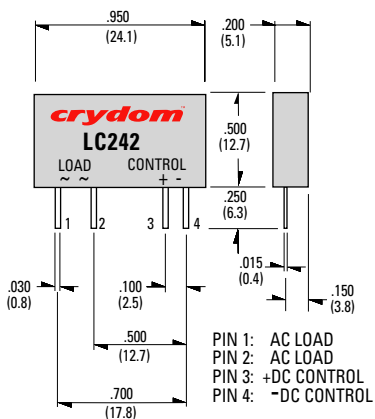 .950
(24.1)
.200
(5.1)
crydom™
LC242
LOAD CONTROL
~ ~ + -
.500
(12.7)
1 2 3 4
.250
(6.3)
.030
(0.8)
.100
(2.5)
.015
(0.4)
.150
(3.8)
.500
(12.7)
.700
(17.8)
PIN 1: AC LOAD
PIN 2: AC LOAD
PIN 3: +DC CONTROL
PIN 4: -DC CONTROL